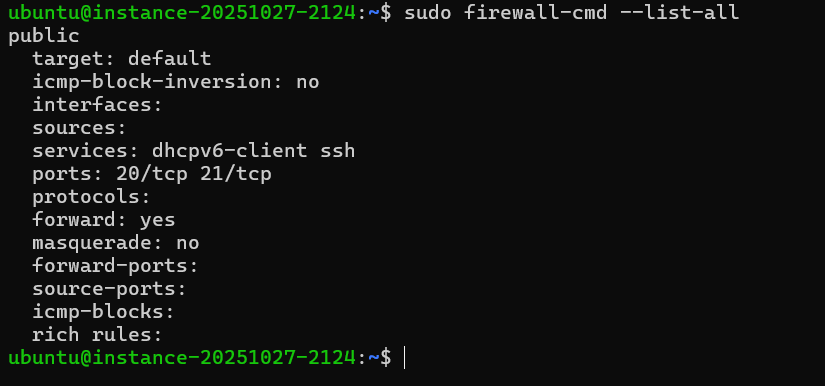 ubuntu@instance-20251027-2124:~$ sudo firewall-cmd --list-all
public
  target: default
  icmp-block-inversion: no
  interfaces:
  sources:
  services: dhcpv6-client ssh
  ports: 20/tcp 21/tcp
  protocols:
  forward: yes
  masquerade: no
  forward-ports:
  source-ports:
  icmp-blocks:
  rich rules:
ubuntu@instance-20251027-2124:~$